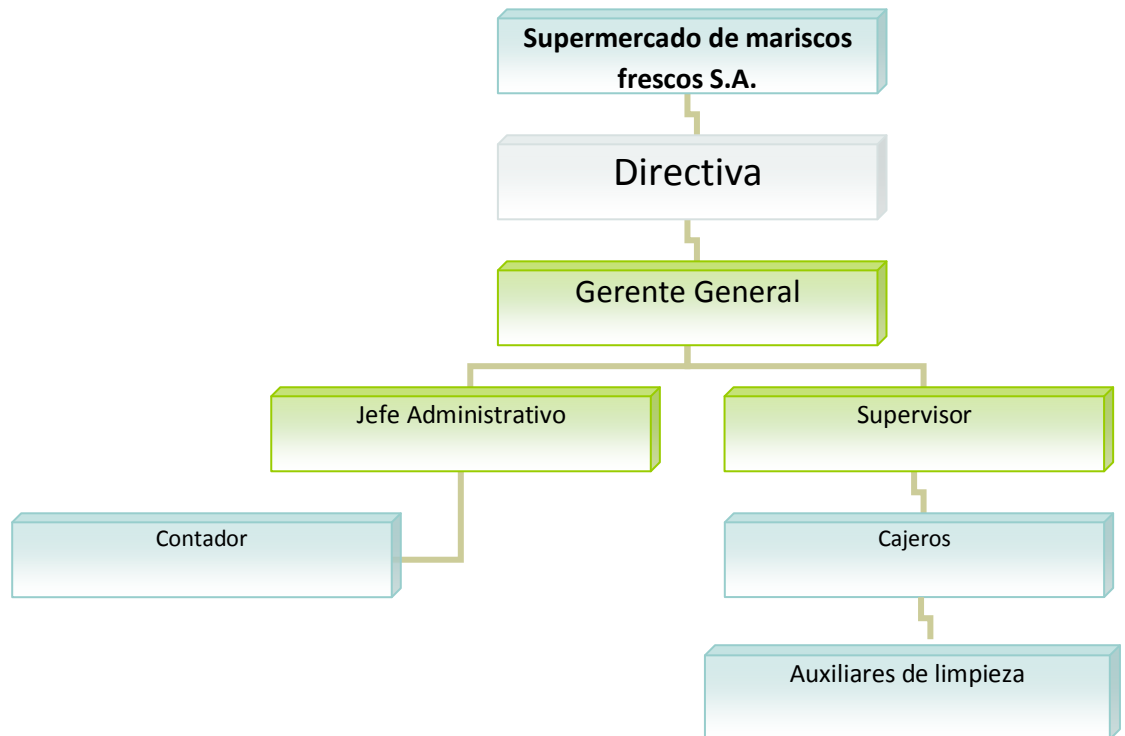 Supermercado de mariscos
frescos S.A.
Directiva
Gerente General
Jefe Administrativo
Supervisor
Contador
Cajeros
Auxiliares de limpieza